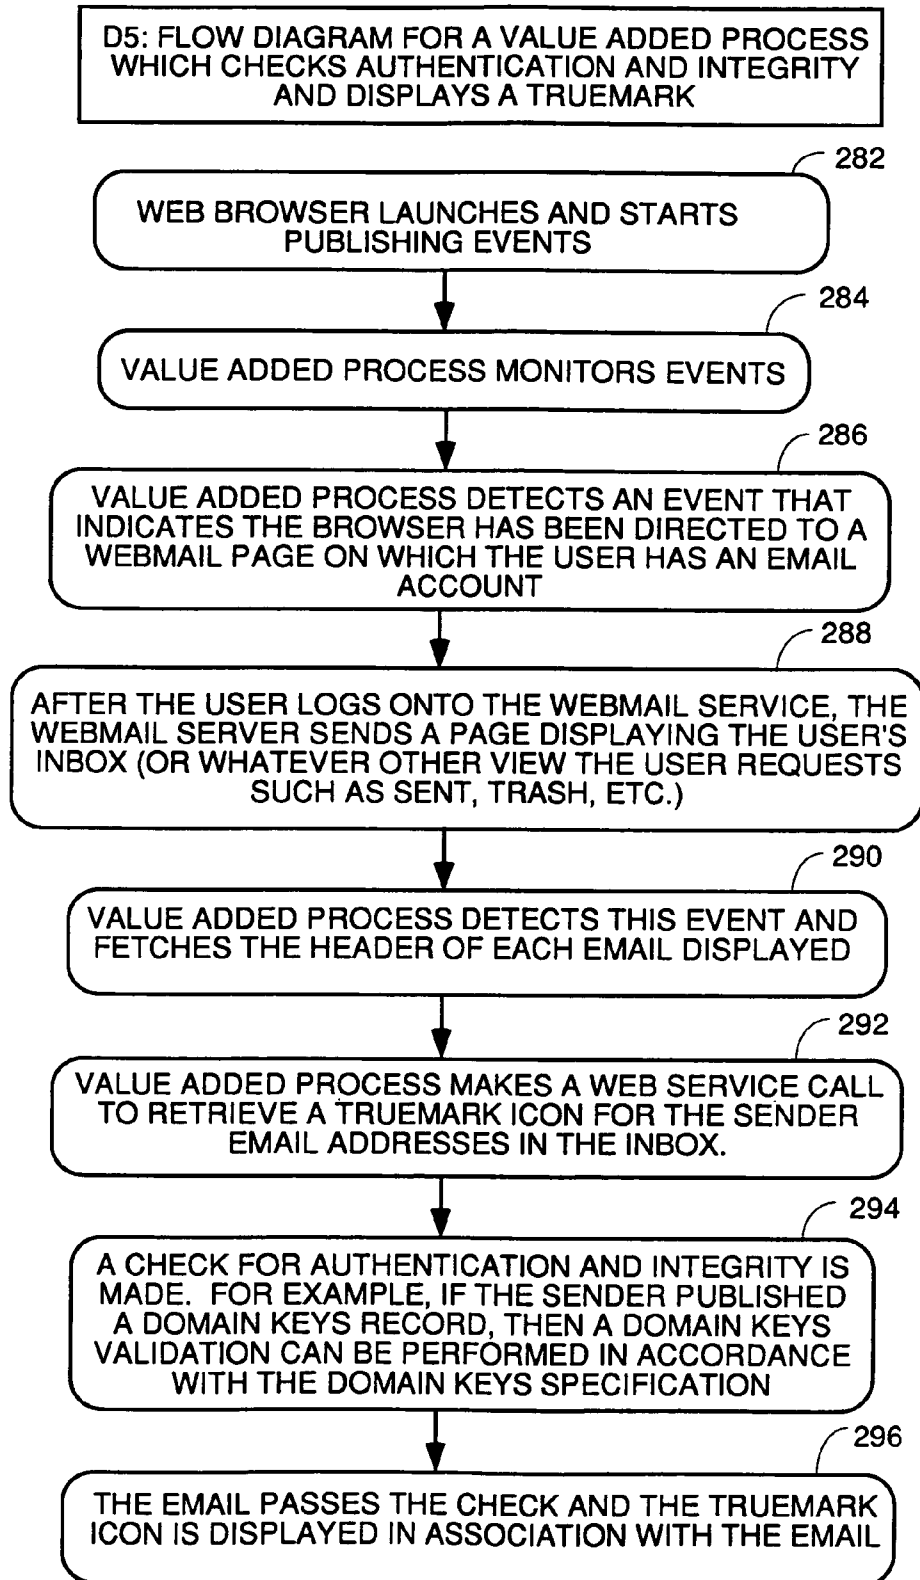 D5: FLOW DIAGRAM FOR A VALUE ADDED PROCESS
WHICH CHECKS AUTHENTICATION AND INTEGRITY
AND DISPLAYS A TRUEMARK
282
WEB BROWSER LAUNCHES AND STARTS
PUBLISHING EVENTS
284
VALUE ADDED PROCESS MONITORS EVENTS
286
VALUE ADDED PROCESS DETECTS AN EVENT THAT
INDICATES THE BROWSER HAS BEEN DIRECTED TO A
WEBMAIL PAGE ON WHICH THE USER HAS AN EMAIL
ACCOUNT
288
AFTER THE USER LOGS ONTO THE WEBMAIL SERVICE, THE
WEBMAIL SERVER SENDS A PAGE DISPLAYING THE USER'S
INBOX (OR WHATEVER OTHER VIEW THE USER REQUESTS
SUCH AS SENT, TRASH, ETC.)
290
VALUE ADDED PROCESS DETECTS THIS EVENT AND
FETCHES THE HEADER OF EACH EMAIL DISPLAYED
292
VALUE ADDED PROCESS MAKES A WEB SERVICE CALL
TO RETRIEVE A TRUEMARK ICON FOR THE SENDER
EMAIL ADDRESSES IN THE INBOX.
294
A CHECK FOR AUTHENTICATION AND INTEGRITY IS
MADE. FOR EXAMPLE, IF THE SENDER PUBLISHED
A DOMAIN KEYS RECORD, THEN A DOMAIN KEYS
VALIDATION CAN BE PERFORMED IN ACCORDANCE
WITH THE DOMAIN KEYS SPECIFICATION
296
THE EMAIL PASSES THE CHECK AND THE TRUEMARK
ICON IS DISPLAYED IN ASSOCIATION WITH THE EMAIL